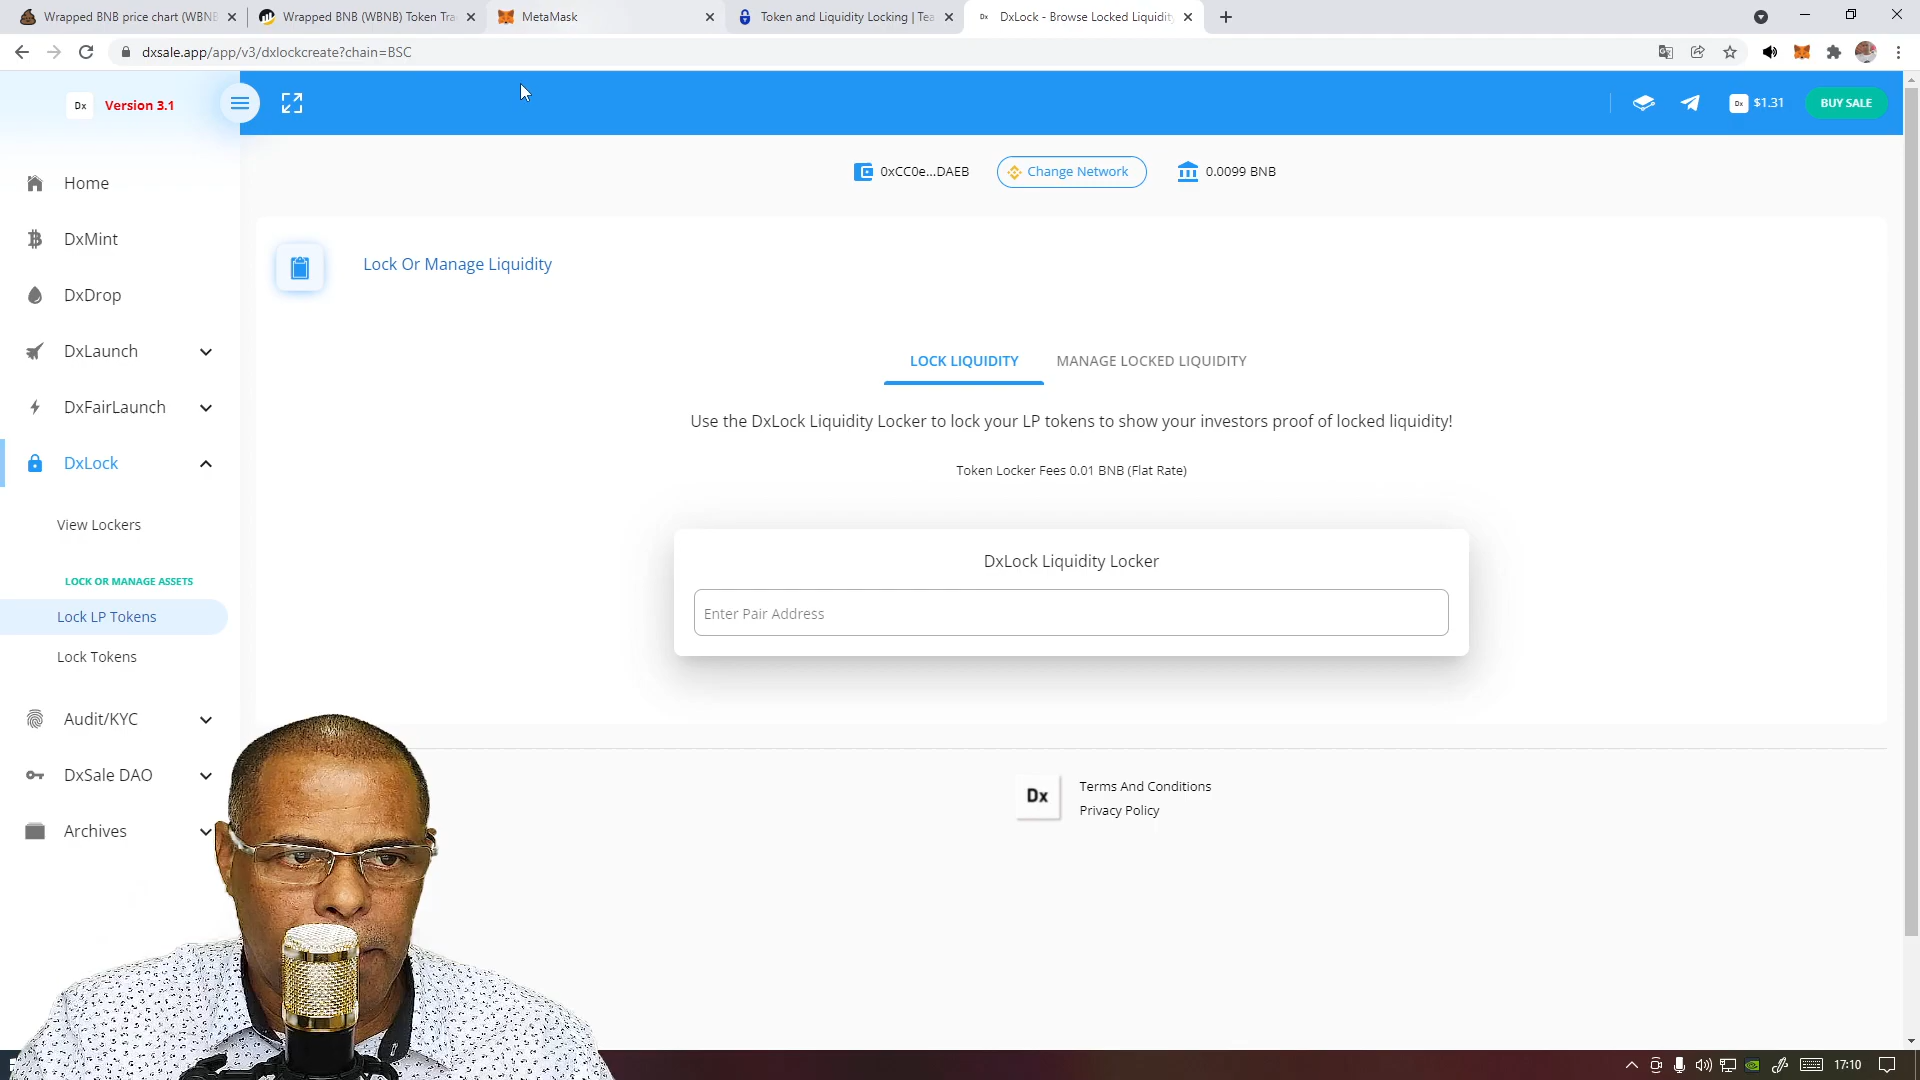 Wrapped BNB price chart (WBNB
Wrapped BNB (WBNB) Token Tra
MetaMask
Token and Liquidity Locking | Tea
Dx
DxLock - Browse Locked Liquidity
dxsale.app/app/v3/dxlockcreate?chain=BSC
Dx
Version 3.1
Dx
$1.31
BUY SALE
0xCC0e...DAEB
Change Network
0.0099 BNB
Home
DxMint
DxDrop
DxLaunch
DxFairLaunch
DxLock
View Lockers
LOCK OR MANAGE ASSETS
Lock LP Tokens
Lock Tokens
Audit/KYC
DxSale DAO
Archives
Lock Or Manage Liquidity
LOCK LIQUIDITY
MANAGE LOCKED LIQUIDITY
Use the DxLock Liquidity Locker to lock your LP tokens to show your investors proof of locked liquidity!
Token Locker Fees 0.01 BNB (Flat Rate)
DxLock Liquidity Locker
Enter Pair Address
Dx
Terms And Conditions
Privacy Policy
17:10